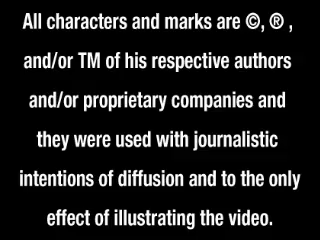 All characters and marks are ©, ® ,
and/or TM of his respective authors
and/or proprietary companies and
they were used with journalistic
intentions of diffusion and to the only
effect of illustrating the video.